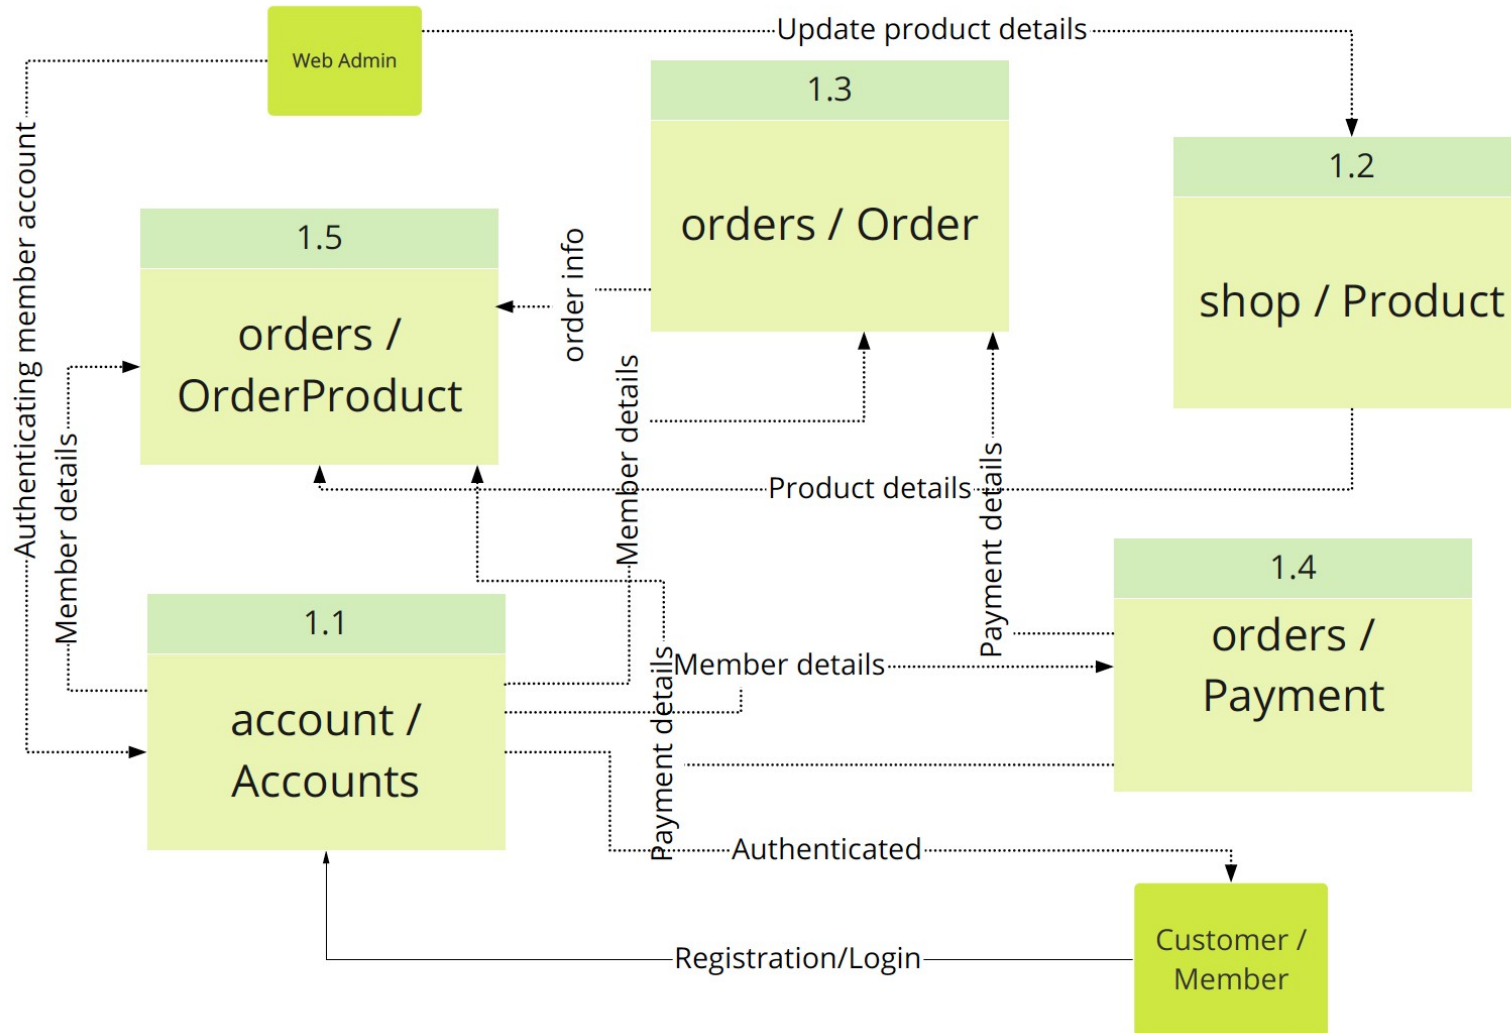 Update product details
Web Admin
1.3
orders / Order
1.2
shop / Product
1.5
orders /
OrderProduct
order info
Authenticating member account
Member details
Member details
Product details
Payment details
1.4
orders /
Payment
1.1
account /
Accounts
Member details
Payment details
Authenticated
Registration/Login
Customer /
Member